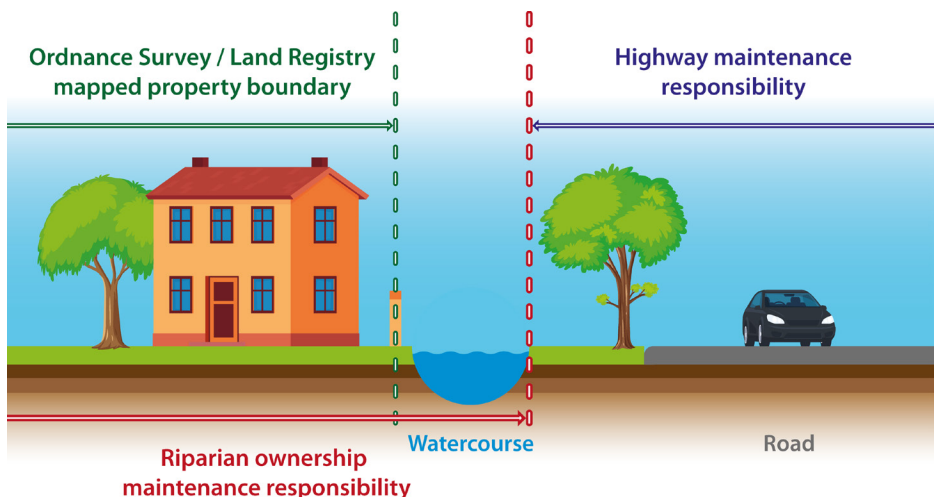 Ordnance Survey / Land Registry
mapped property boundary
Highway maintenance
responsibility
Watercourse
Road
Riparian ownership
maintenance responsibility